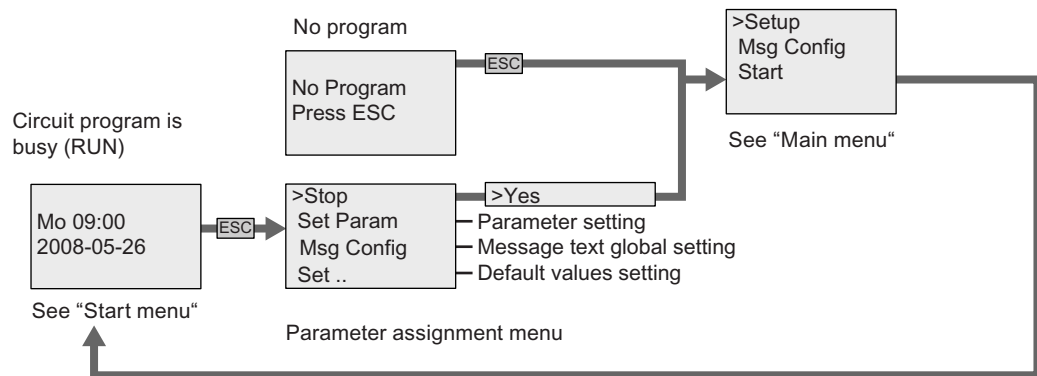 No program
No Program
Press ESC
ESC
>Setup
Msg Config
Start
See "Main menu“
Circuit program is
busy (RUN)
Mo 09:00
2008-05-26
ESC
>Stop
Set Param
Msg Config
Set ..
>Yes
Parameter setting
Message text global setting
Default values setting
See “Start menu“
Parameter assignment menu